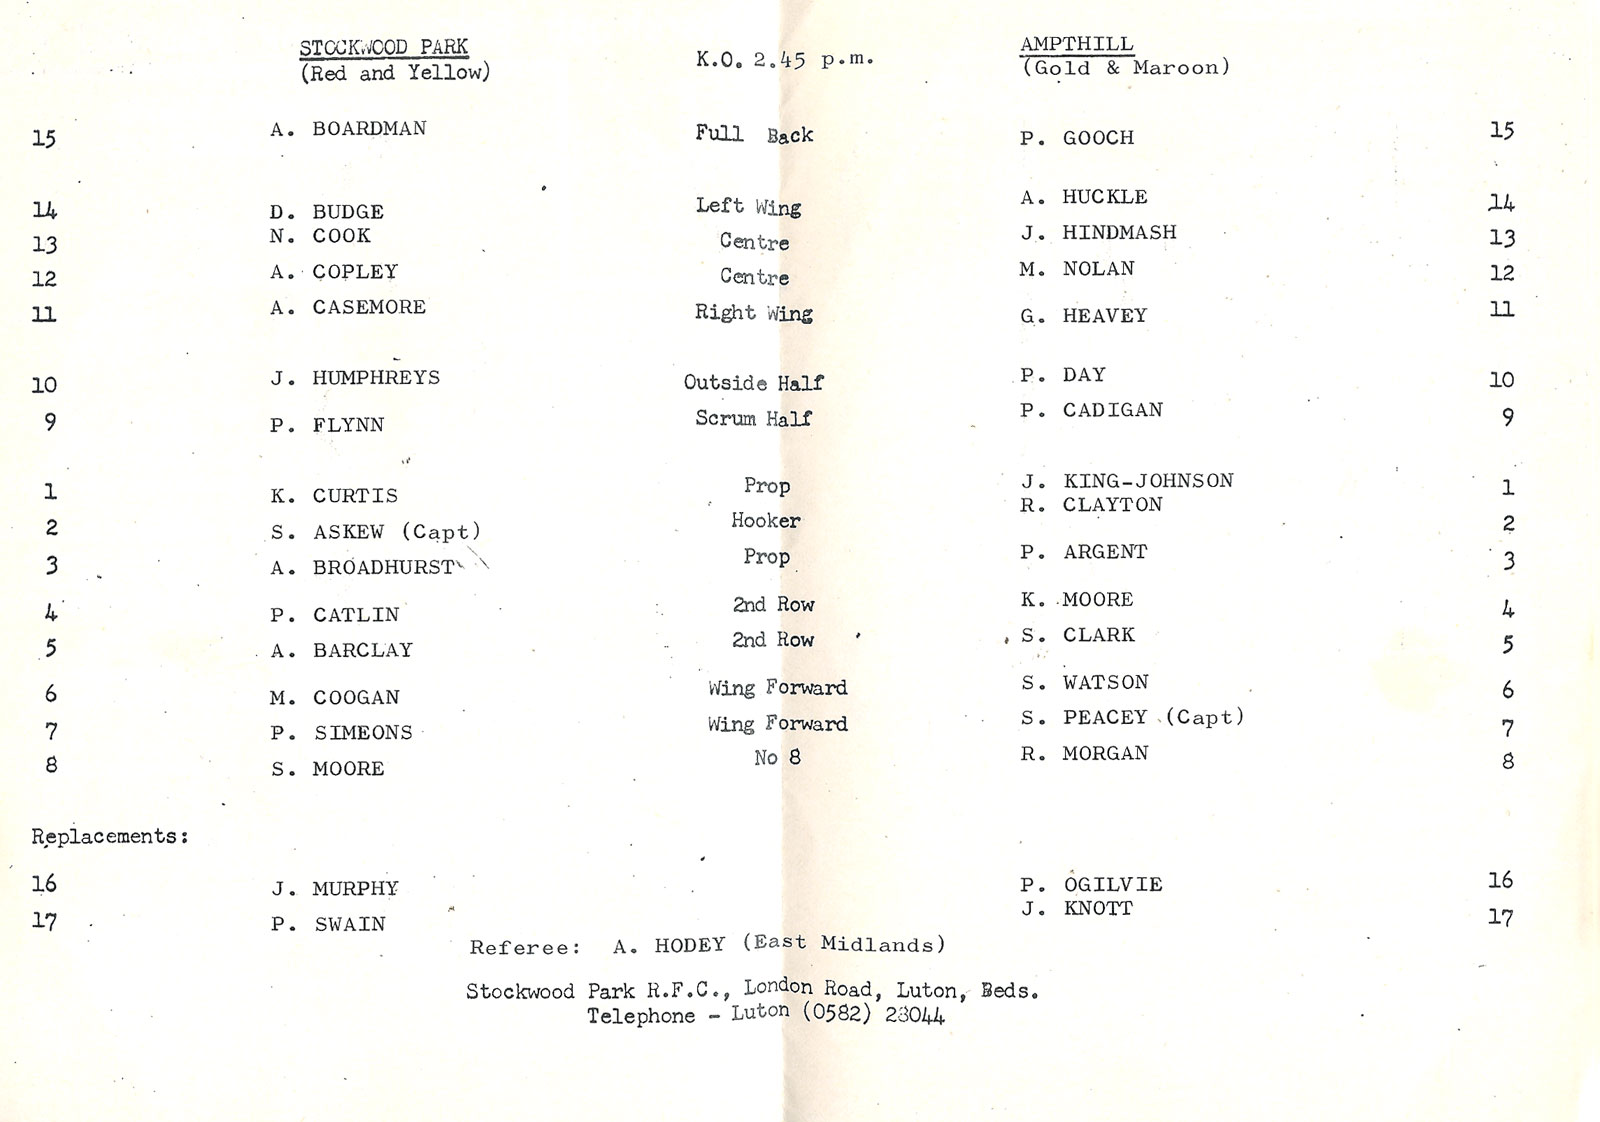 STOCKWOOD PARK K.O. 2.45 p.m. AMPTHILL
(Red and Yellow) (Gold & Maroon)
15 A. BOARDMAN Full Back P. GOOCH 15
14 D. BUDGE Left Wing A. HUCKLE 14
13 N. COOK Centre J. HINDMASH 13
12 A. COPLEY Centre M. NOLAN 12
11 A. CASEMORE Right Wing G. HEAVEY 11
10 J. HUMPHREYS Outside Half P. DAY 10
9 P. FLYNN Scrum Half P. CADIGAN 9
1 K. CURTIS Prop J. KING-JOHNSON 1
2 S. ASKEW (Capt) Hooker R. CLAYTON 2
3 A. BROADHURST Prop P. ARGENT 3
4 P. CATLIN 2nd Row K. MOORE 4
5 A. BARCLAY 2nd Row S. CLARK 5
6 M. COOGAN Wing Forward S. WATSON 6
7 P. SIMEONS Wing Forward S. PEACEY (Capt) 7
8 S. MOORE No 8 R. MORGAN 8
Replacements:
16 J. MURPHY P. OGILVIE 16
17 P. SWAIN J. KNOTT 17
Referee: A. HODEY (East Midlands)
Stockwood Park R.F.C., London Road, Luton, Beds.
Telephone - Luton (0582) 23044